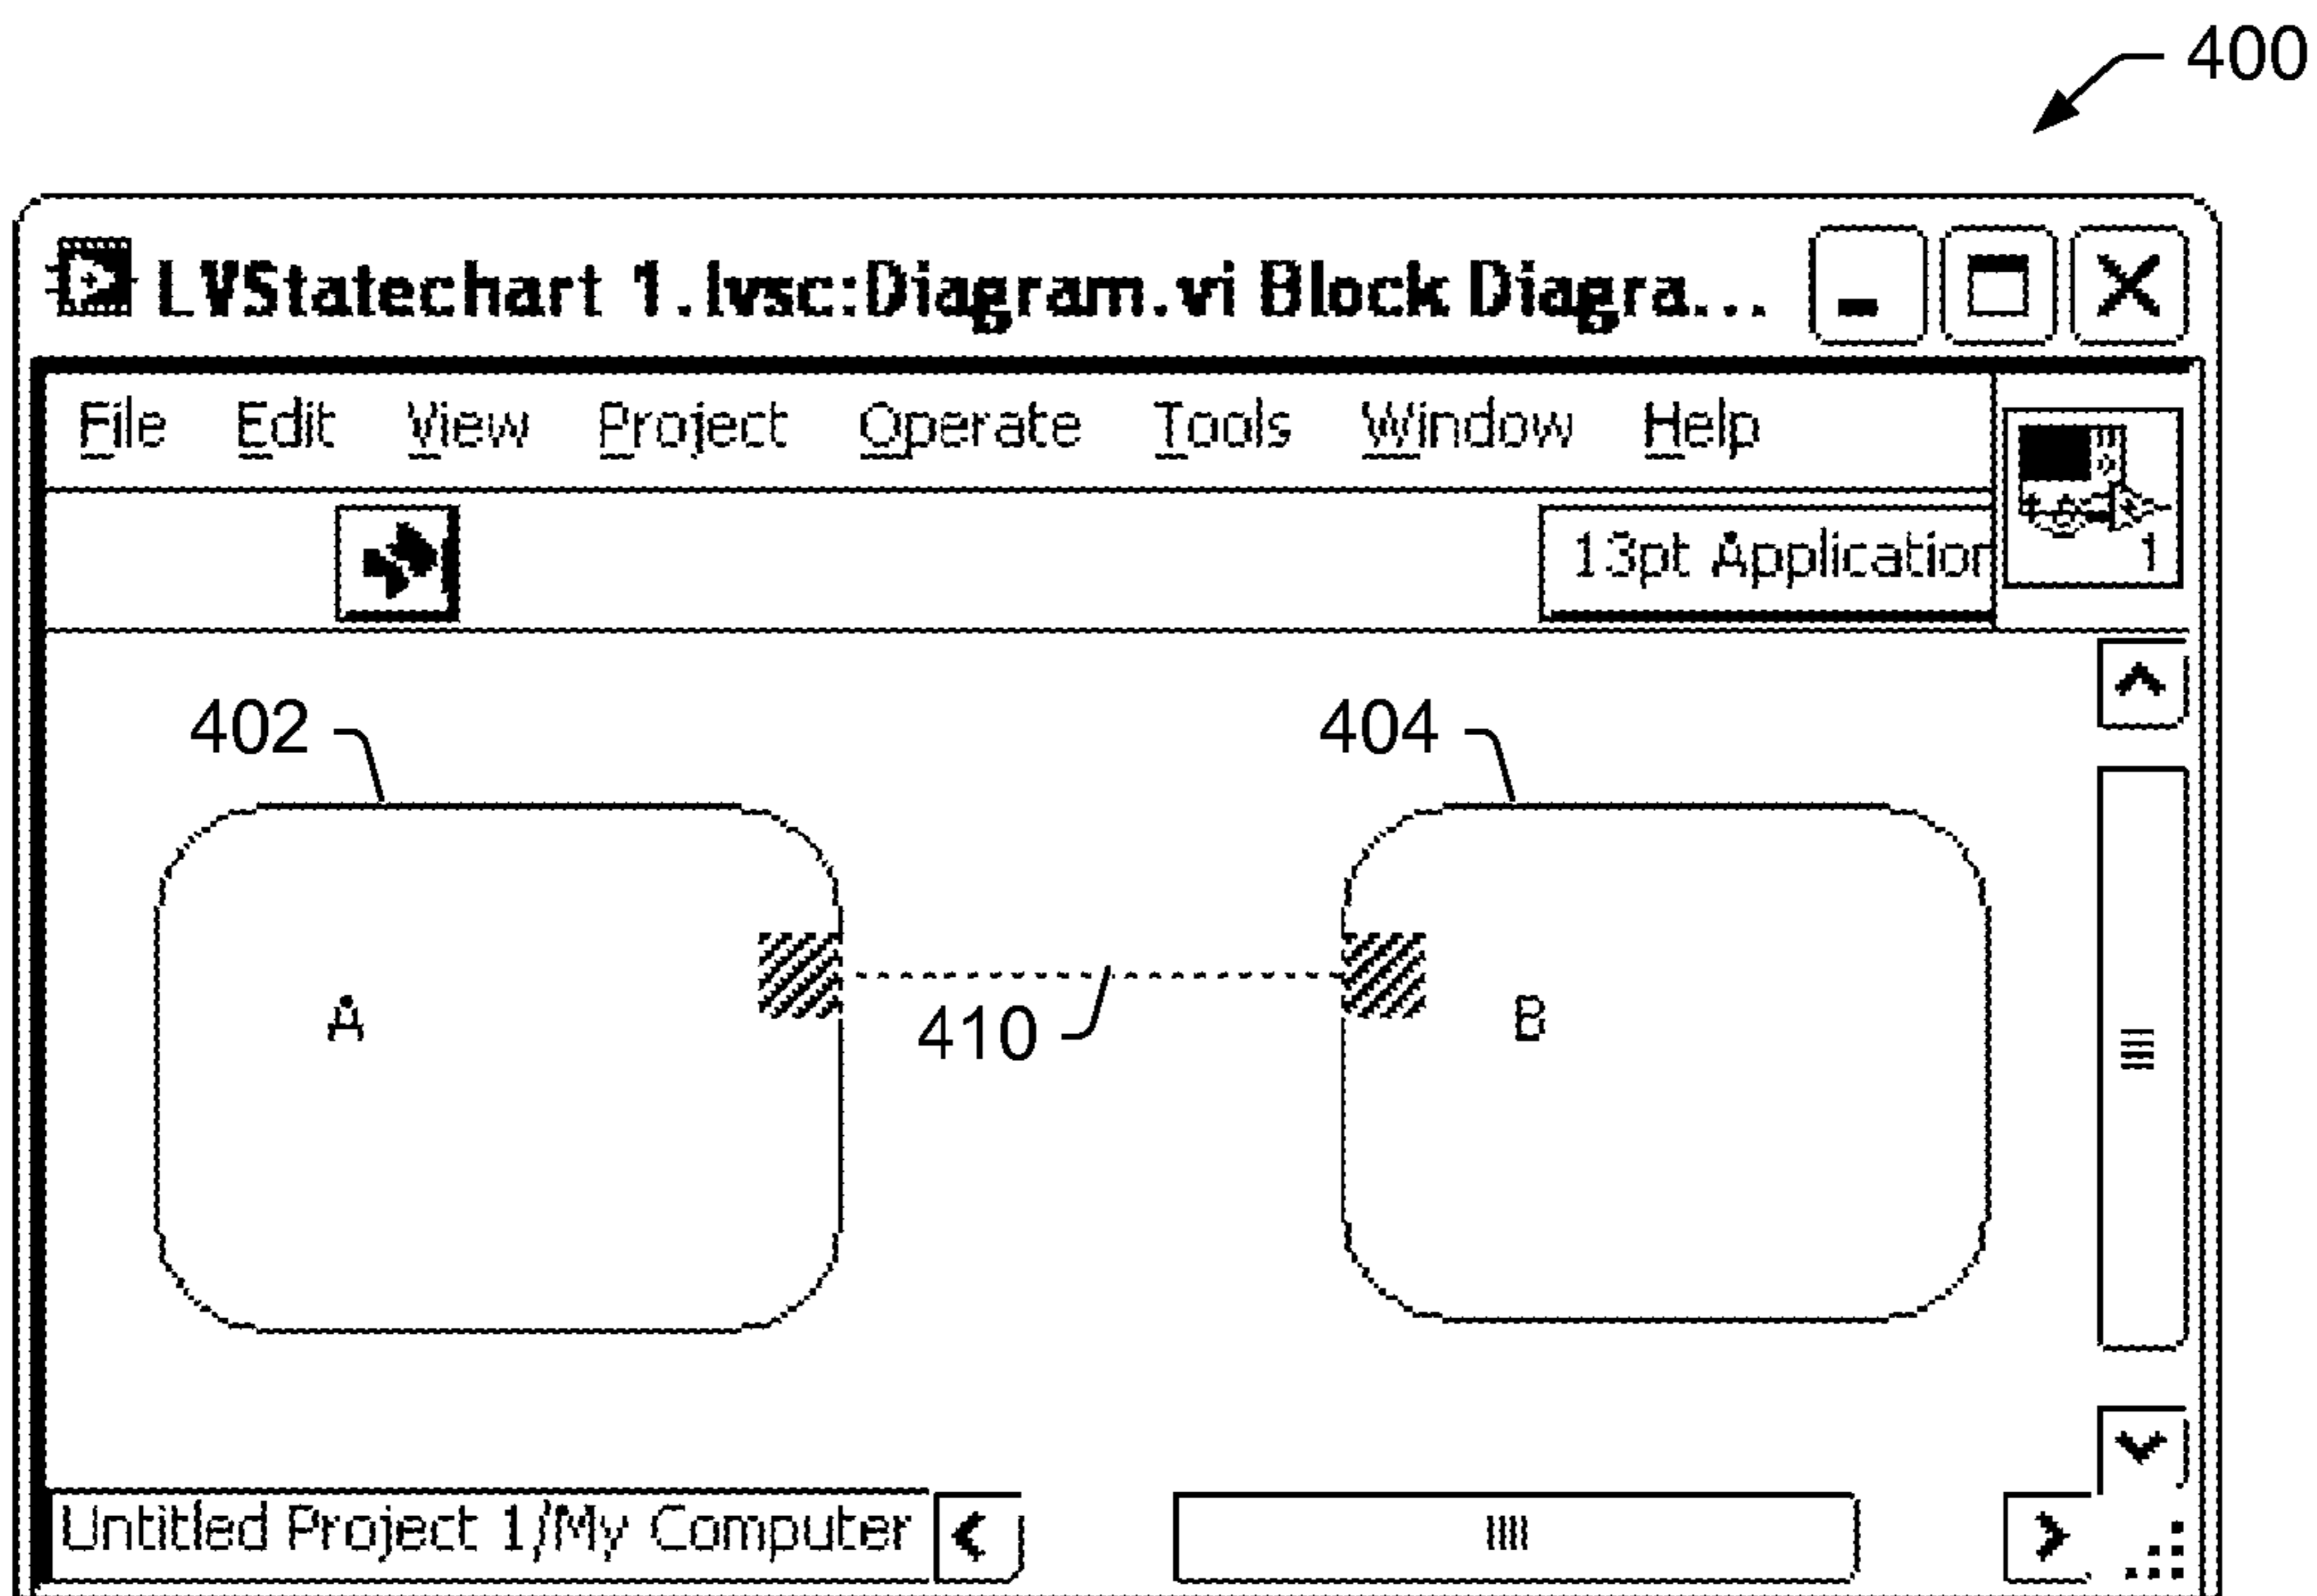 400
LVStatechart 1.lvsc:Diagram.vi Block Diagra...
File Edit View Project Operate Tools Window Help
13pt Application
1
402
404
A
B
410
Untitled Project 1/My Computer